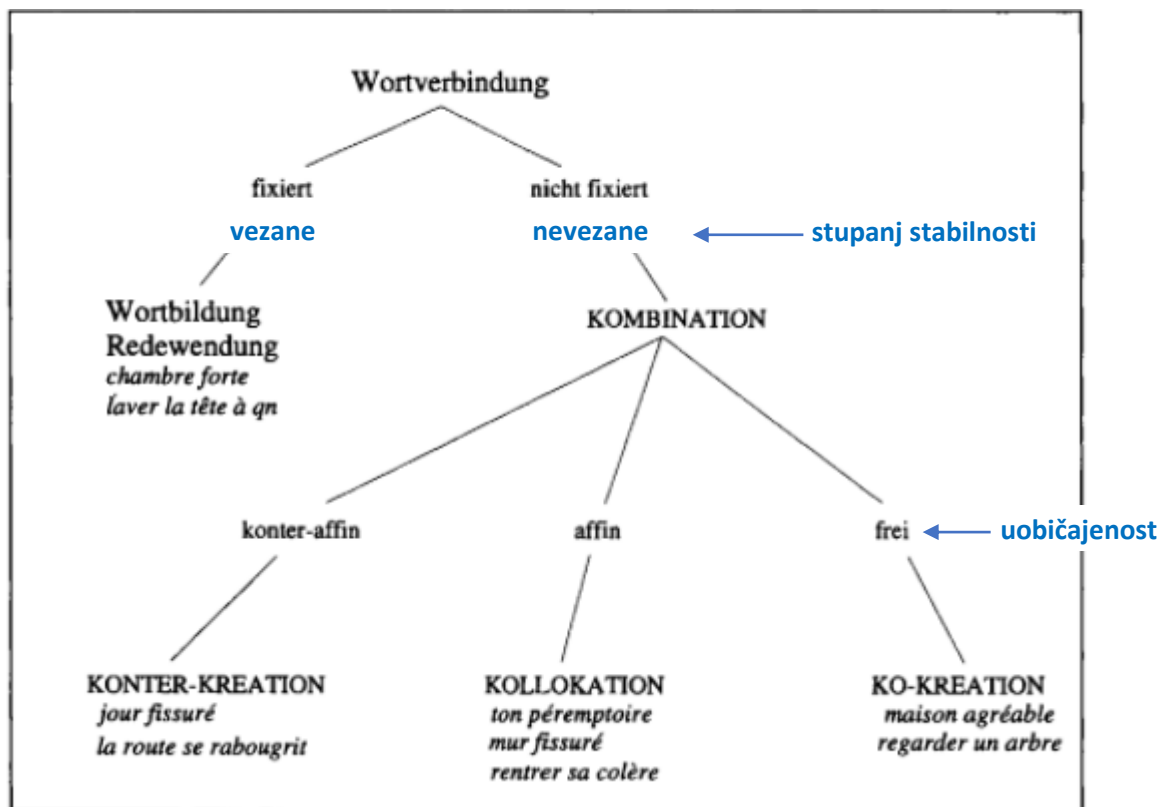 Wortverbindung
fixiert nicht fixiert
vezane nevezane stupanj stabilnosti
Wortbildung
KOMBINATION
Redewendung
chambre forte
laver la tête à qn
konter-affin affin frei uobičajenost
KONTER-KREATION KOLLOKATION KO-KREATION
jour fissuré ton péremptoire maison agréable
la route se rabougrit mur fissuré regarder un arbre
rentrer sa colère